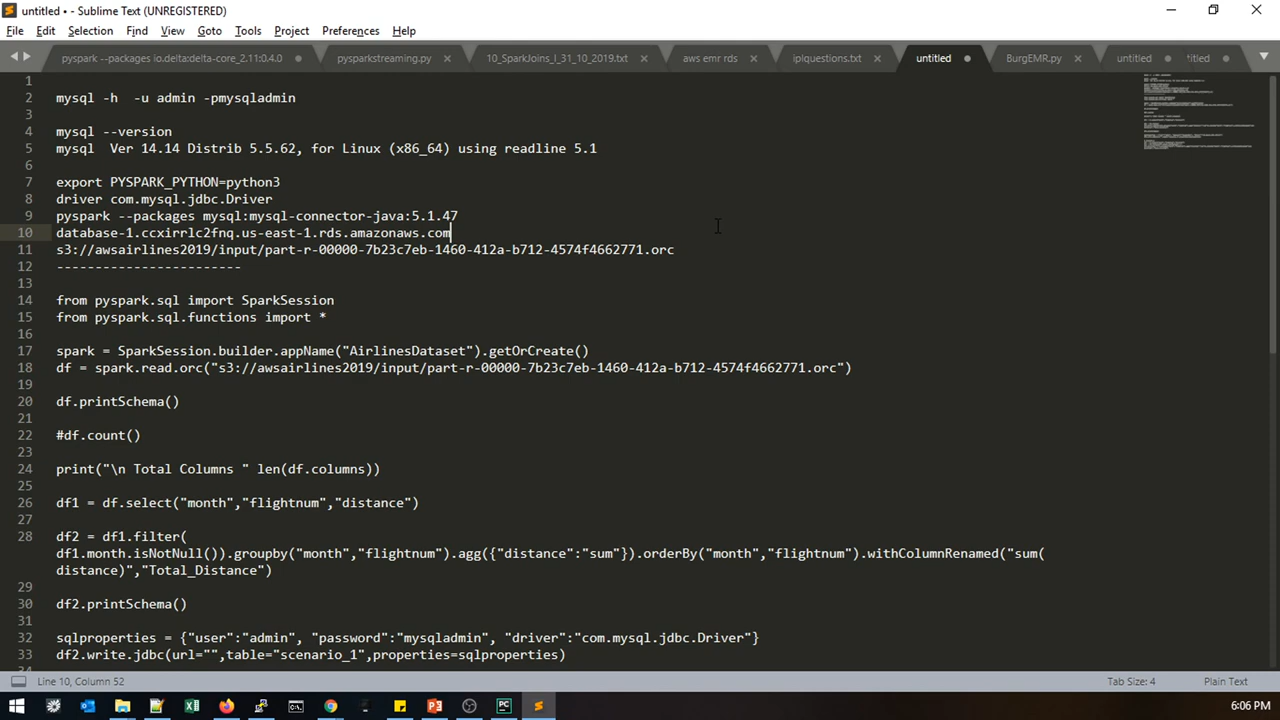 untitled • - Sublime Text (UNREGISTERED)
File Edit Selection Find View Goto Tools Project Preferences Help
pyspark --packages io.delta:delta-core_2.11:0.4.0 pysparkstreaming.py 10_SparkJoins_I_31_10_2019.txt aws emr rds iplquestions.txt untitled BurgEMR.py untitled titled
1
2 mysql -h  -u admin -pmysqladmin
3
4 mysql --version
5 mysql  Ver 14.14 Distrib 5.5.62, for Linux (x86_64) using readline 5.1
6
7 export PYSPARK_PYTHON=python3
8 driver com.mysql.jdbc.Driver
9 pyspark --packages mysql:mysql-connector-java:5.1.47
10 database-1.ccxirrlc2fnq.us-east-1.rds.amazonaws.com
11 s3://awsairlines2019/input/part-r-00000-7b23c7eb-1460-412a-b712-4574f4662771.orc
12 ------------------------
13
14 from pyspark.sql import SparkSession
15 from pyspark.sql.functions import *
16
17 spark = SparkSession.builder.appName("AirlinesDataset").getOrCreate()
18 df = spark.read.orc("s3://awsairlines2019/input/part-r-00000-7b23c7eb-1460-412a-b712-4574f4662771.orc")
19
20 df.printSchema()
21
22 #df.count()
23
24 print("\n Total Columns " len(df.columns))
25
26 df1 = df.select("month","flightnum","distance")
27
28 df2 = df1.filter(
df1.month.isNotNull()).groupby("month","flightnum").agg({"distance":"sum"}).orderBy("month","flightnum").withColumnRenamed("sum(
distance)","Total_Distance")
29
30 df2.printSchema()
31
32 sqlproperties = {"user":"admin", "password":"mysqladmin", "driver":"com.mysql.jdbc.Driver"}
33 df2.write.jdbc(url="",table="scenario_1",properties=sqlproperties)
Line 10, Column 52 Tab Size: 4 Plain Text
6:06 PM